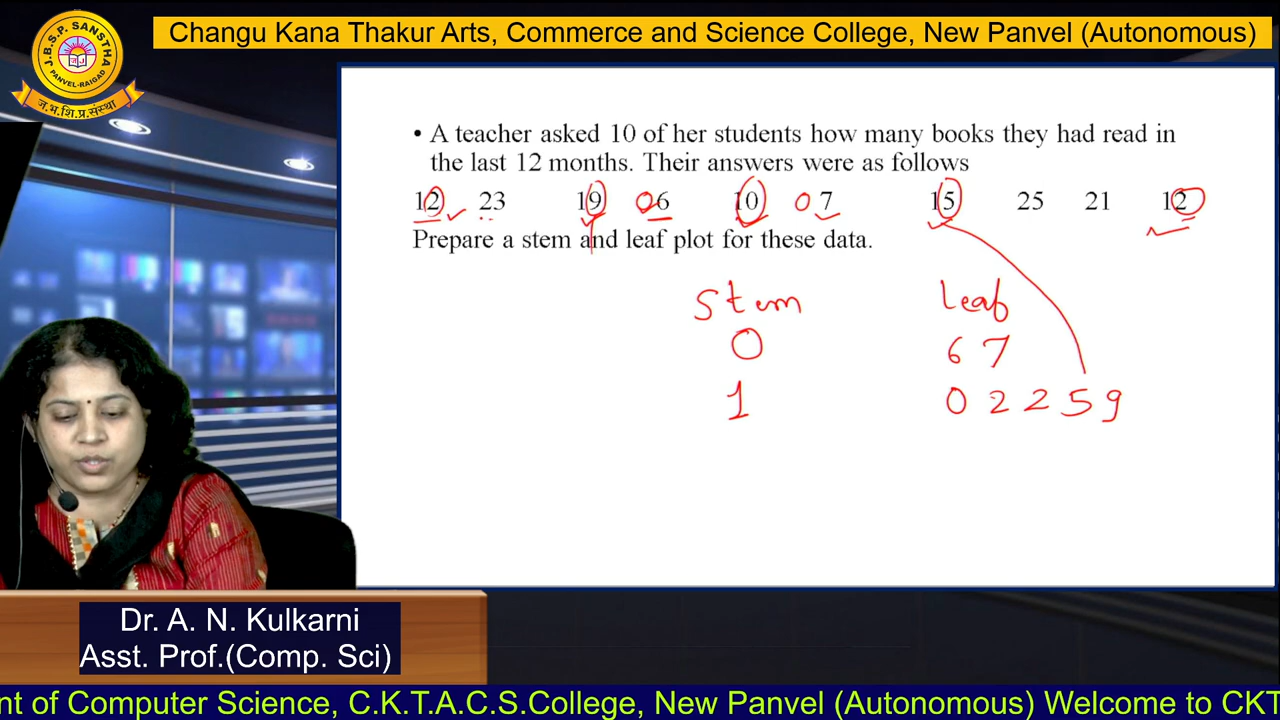 Changu Kana Thakur Arts, Commerce and Science College, New Panvel (Autonomous)
J.B.S.P. SANSTHA
PANVEL-RAIGAD
ज.भ.शि.प्र.संस्था
• A teacher asked 10 of her students how many books they had read in
the last 12 months. Their answers were as follows
12 23 19 06 10 07 15 25 21 12
Prepare a stem and leaf plot for these data.
Stem leaf
0 6 7
1 0 2 2 5 9
Dr. A. N. Kulkarni
Asst. Prof.(Comp. Sci)
nt of Computer Science, C.K.T.A.C.S.College, New Panvel (Autonomous) Welcome to CKT